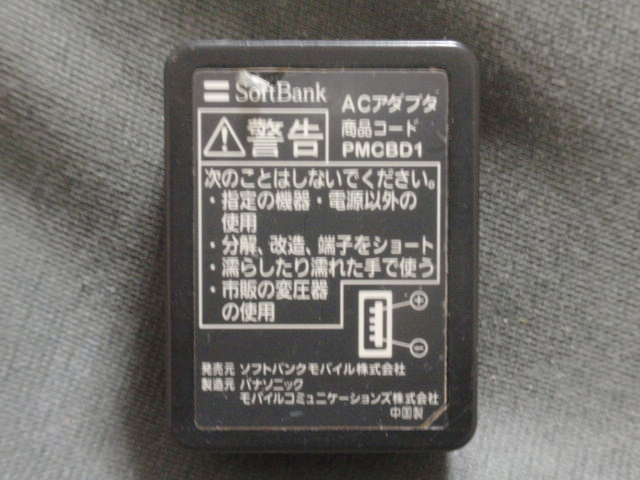 SoftBank
ACアダプタ
商品コード
PMCBD1
警告
次のことはしないでください。
・指定の機器・電源以外の
使用
・分解、改造、端子をショート
・濡らしたり濡れた手で使う
・市販の変圧器
の使用
発売元 ソフトバンクモバイル株式会社
製造元 パナソニック
モバイルコミュニケーションズ株式会社
中国製